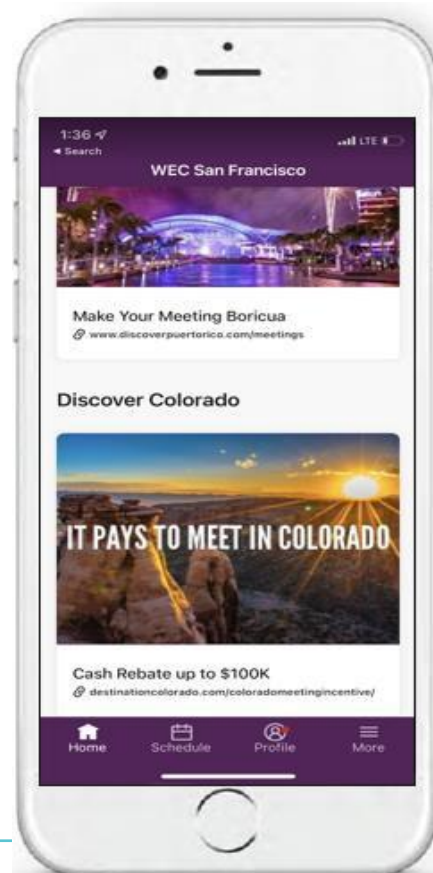 1:36
◂ Search
LTE
WEC San Francisco
Make Your Meeting Boricua
www.discoverpuertorico.com/meetings
Discover Colorado
IT PAYS TO MEET IN COLORADO
Cash Rebate up to $100K
destinationcolorado.com/coloradomeetingincentive/
Home Schedule Profile More